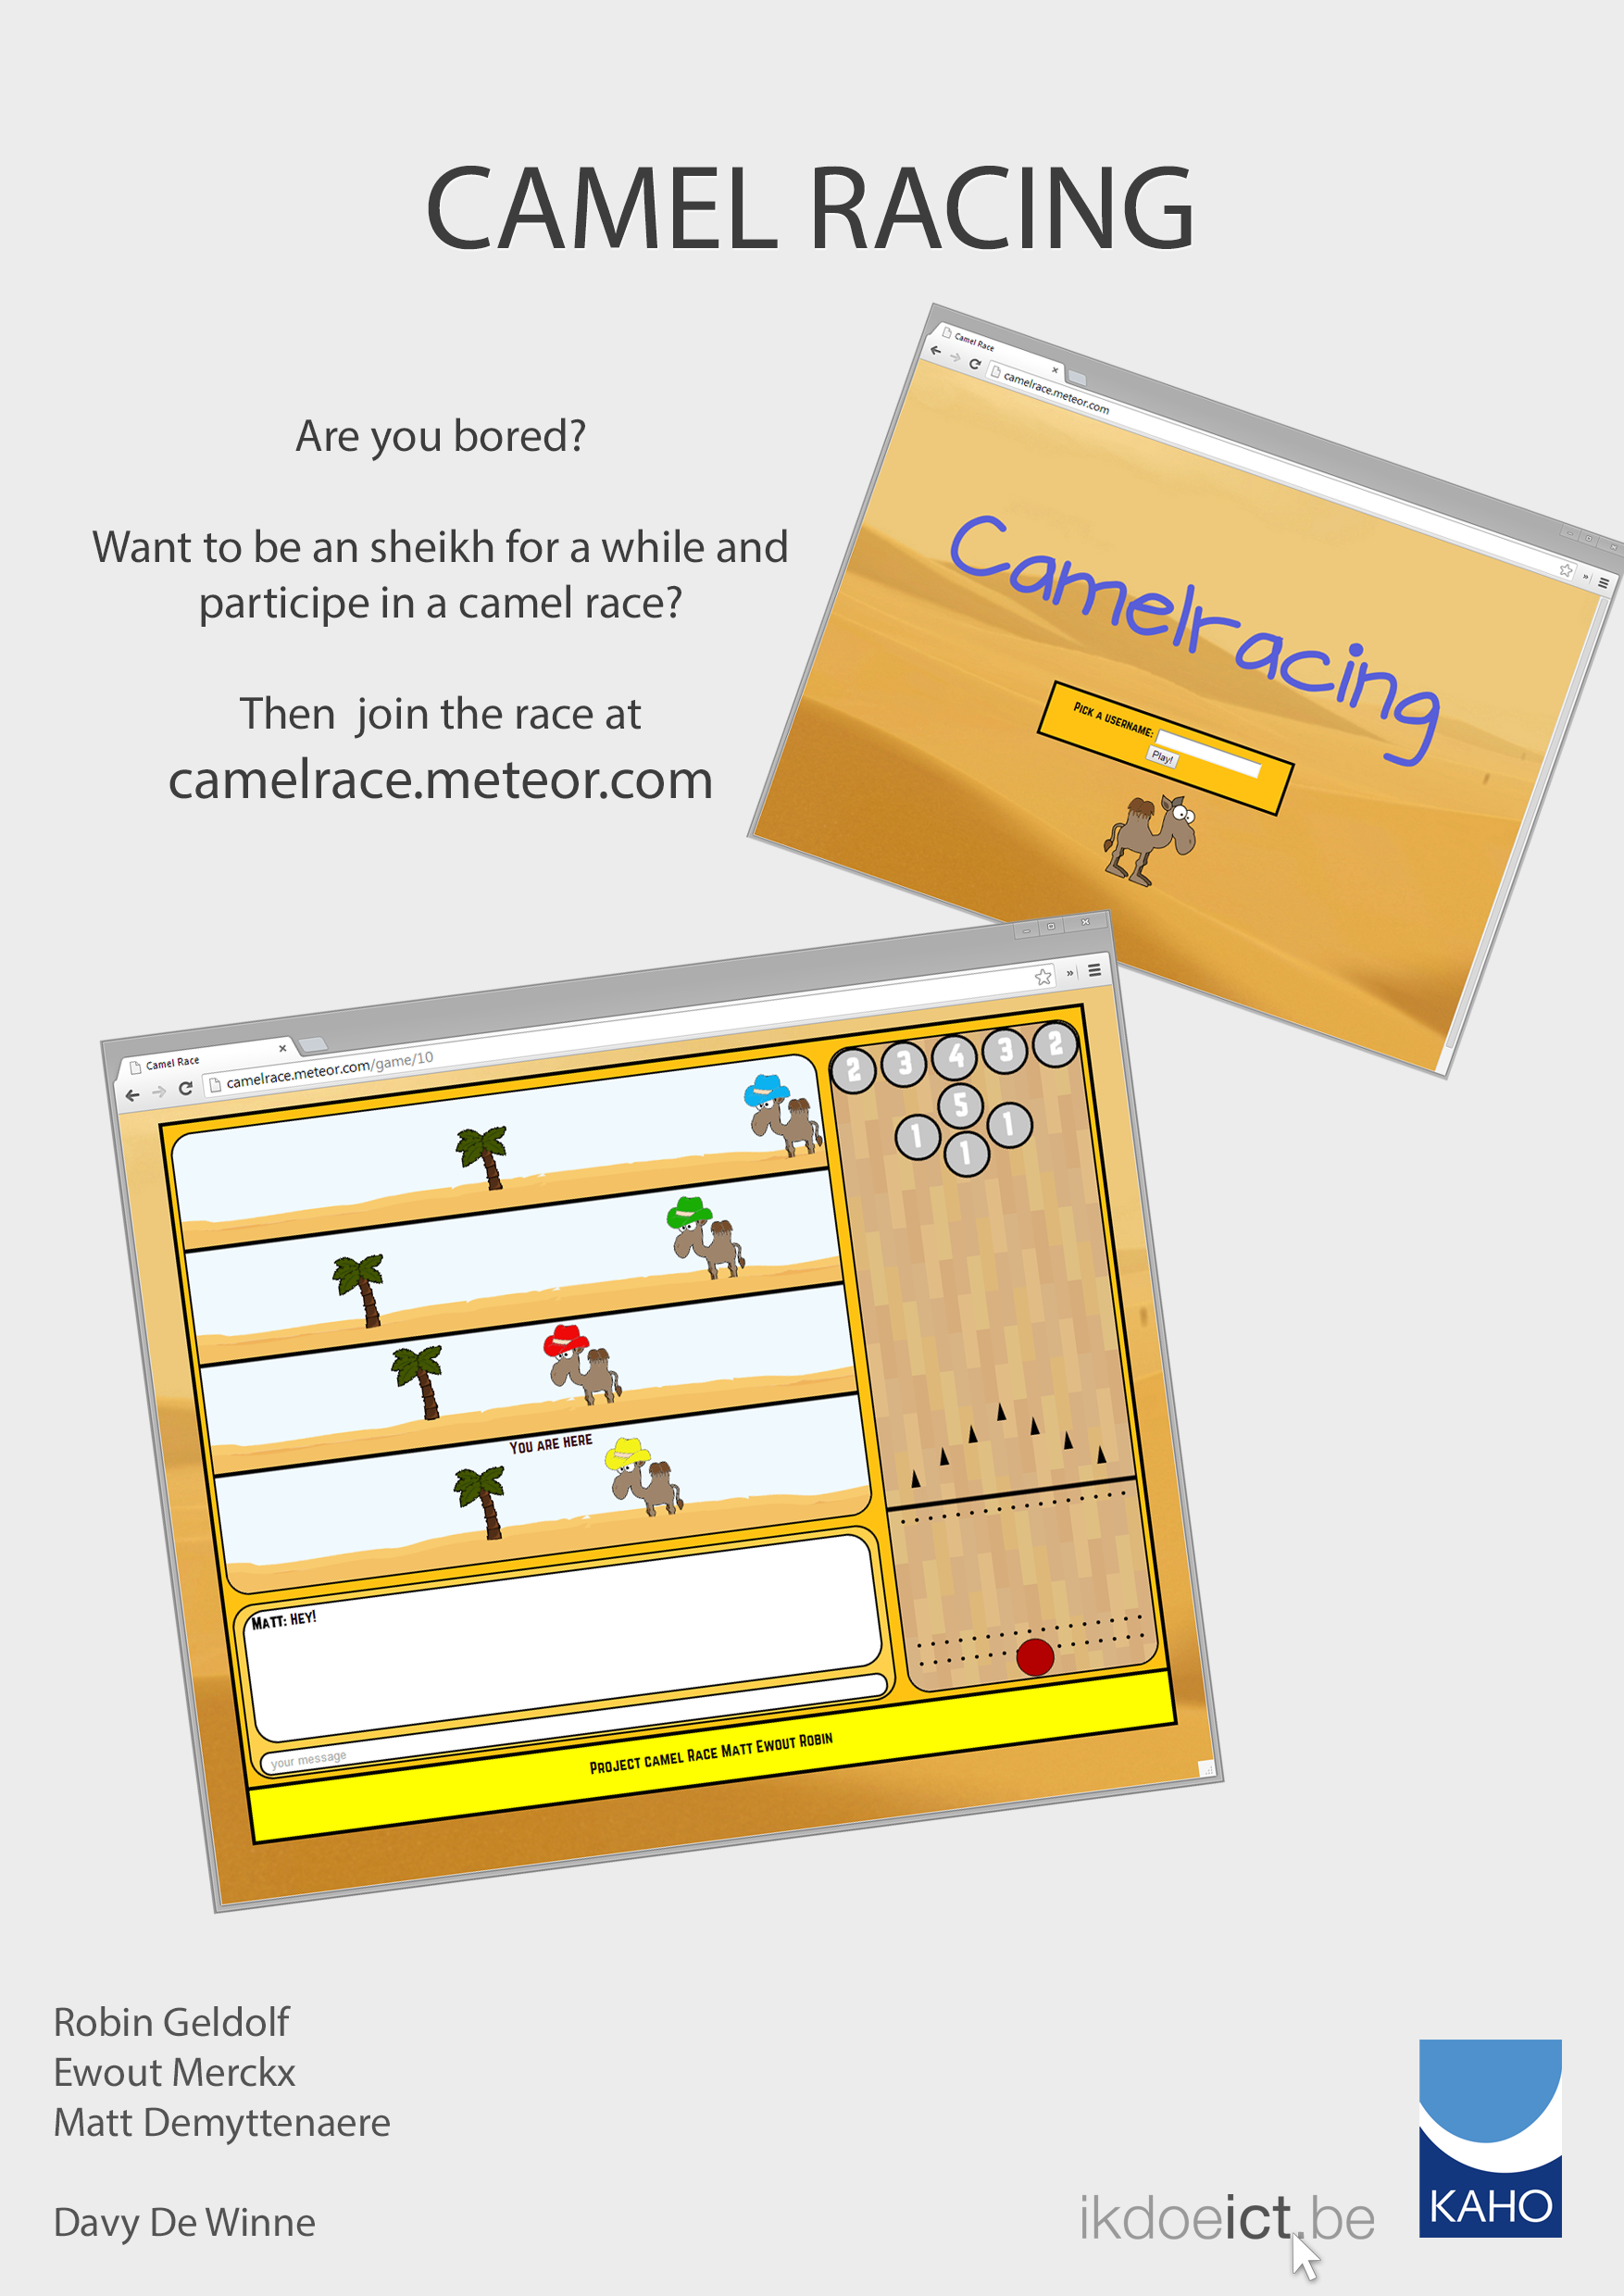 CAMEL RACING
Are you bored?
Want to be an sheikh for a while and
participe in a camel race?
Then  join the race at
camelrace.meteor.com
Camel Race
camelrace.meteor.com
Camelracing
Pick a username:
Play!
Camel Race
camelrace.meteor.com/game/10
2 3 4 3 2
5
1 1
1
You are here
Matt: hey!
your message
Project camel Race Matt Ewout Robin
Robin Geldolf
Ewout Merckx
Matt Demyttenaere
Davy De Winne
ikdoeict.be
KAHO